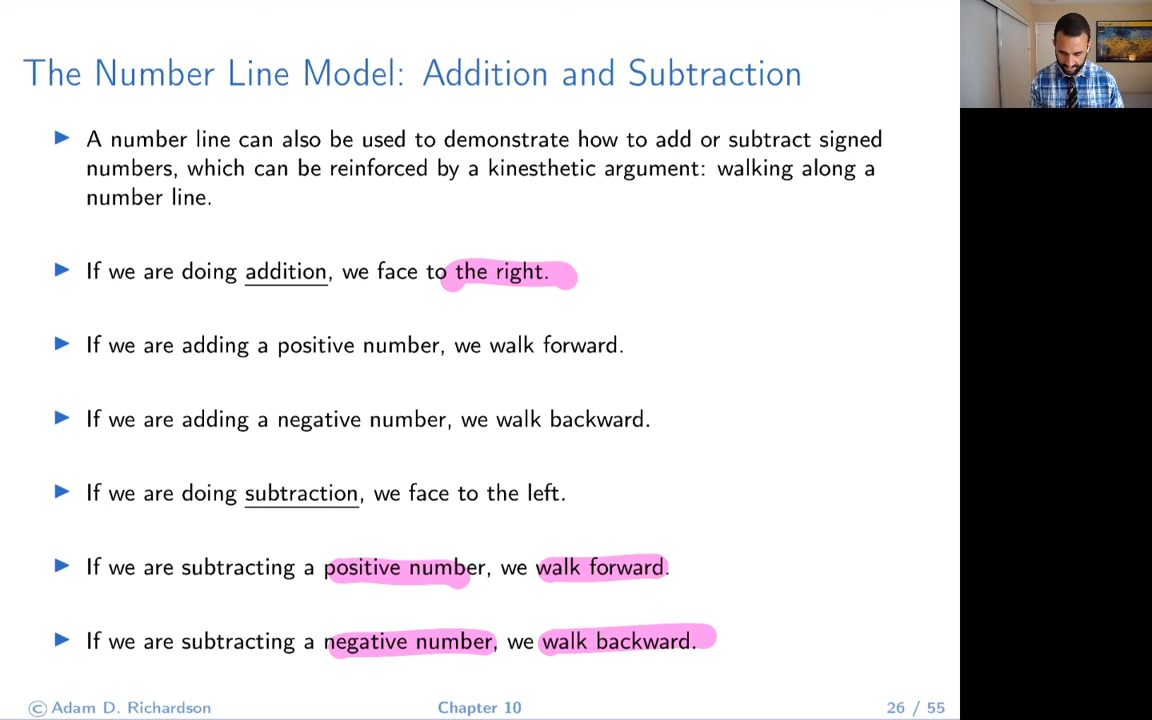 The Number Line Model: Addition and Subtraction
▶ A number line can also be used to demonstrate how to add or subtract signed
numbers, which can be reinforced by a kinesthetic argument: walking along a
number line.
▶ If we are doing addition, we face to the right.
▶ If we are adding a positive number, we walk forward.
▶ If we are adding a negative number, we walk backward.
▶ If we are doing subtraction, we face to the left.
▶ If we are subtracting a positive number, we walk forward.
▶ If we are subtracting a negative number, we walk backward.
© Adam D. Richardson Chapter 10 26 / 55